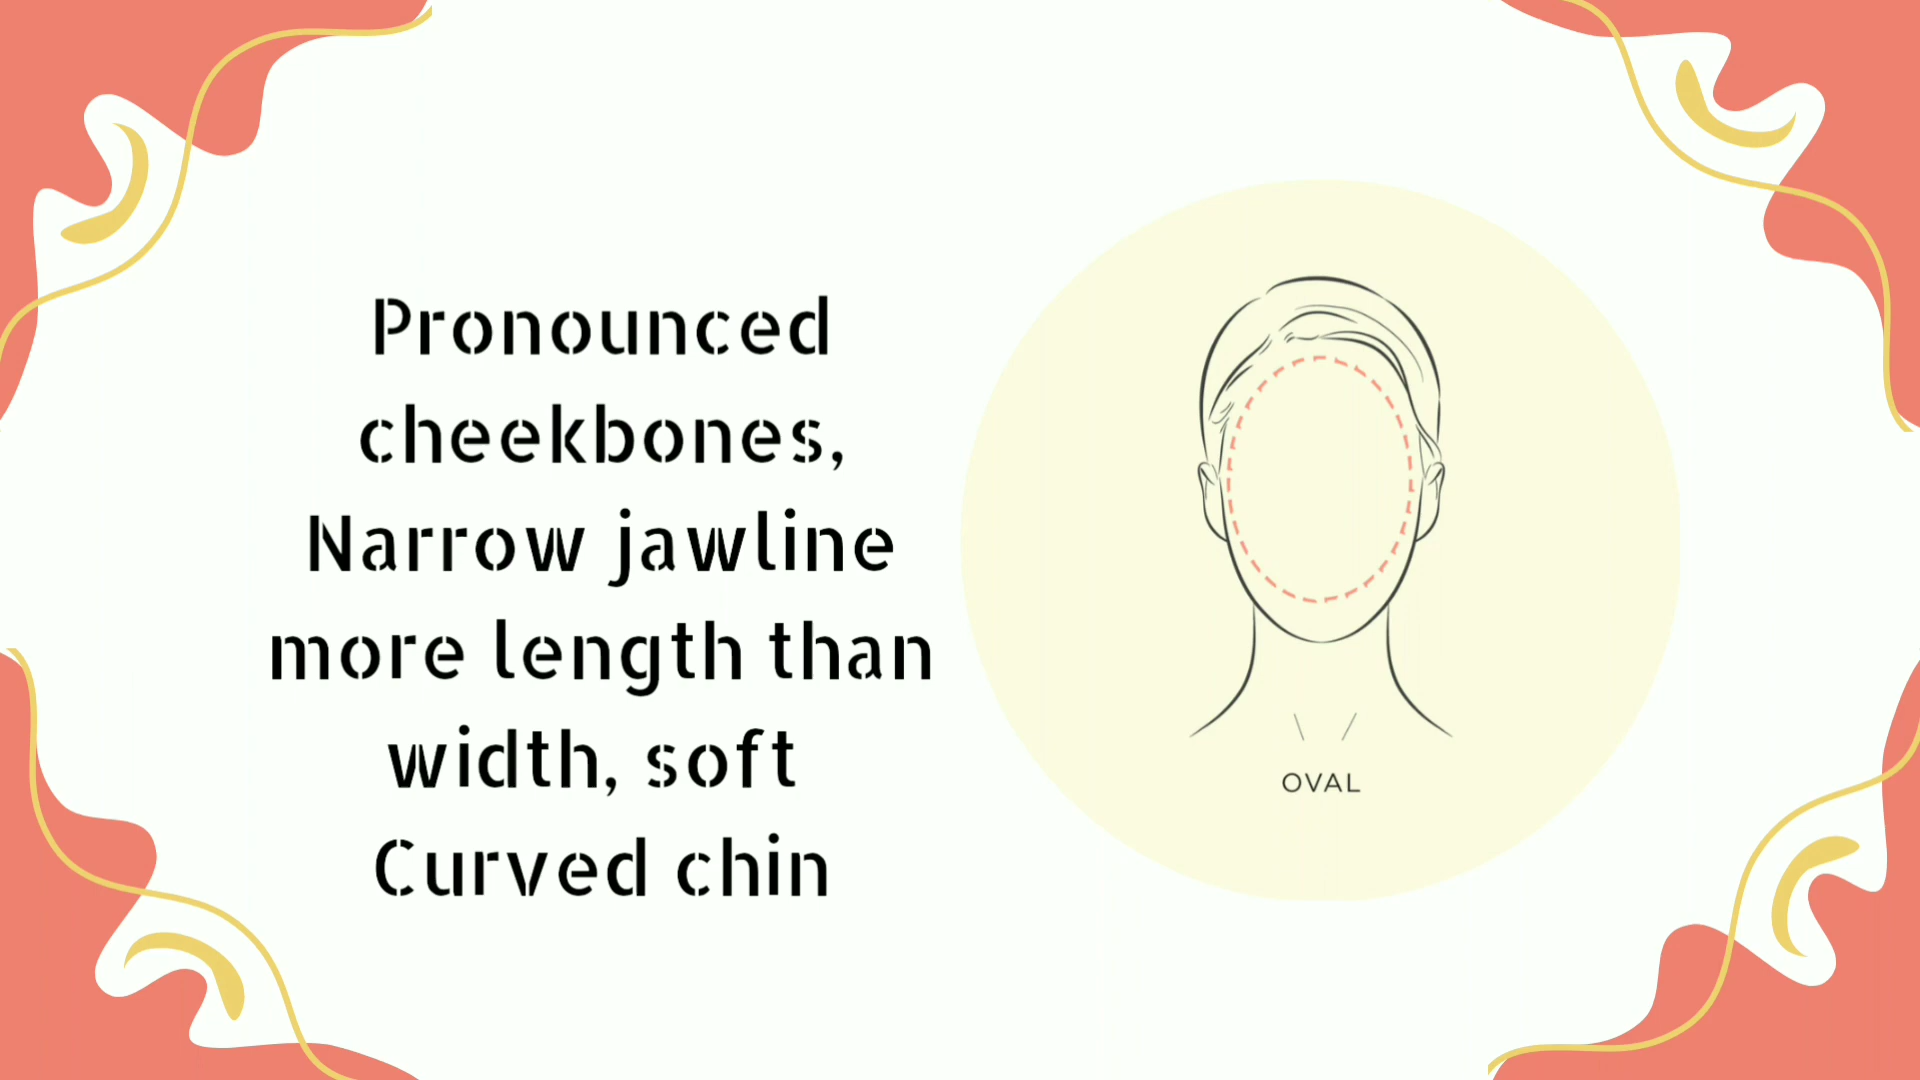 Pronounced
cheekbones,
Narrow jawline
more length than
width, soft
Curved chin
OVAL